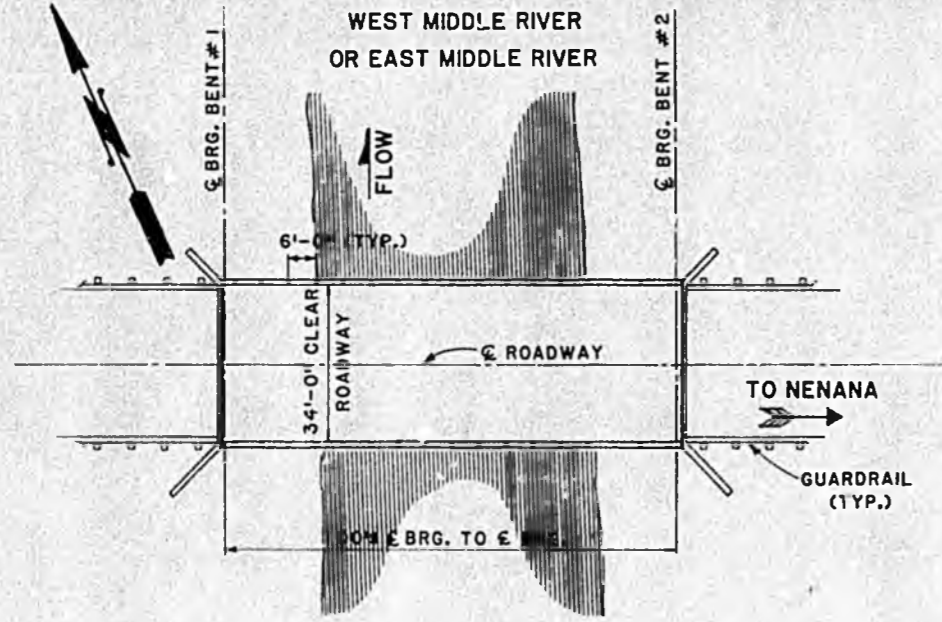 WEST MIDDLE RIVER
OR EAST MIDDLE RIVER
℄ BRG. BENT #1
℄ BRG. BENT #2
FLOW
6'-0" (TYP.)
34'-0" CLEAR
ROADWAY
℄ ROADWAY
TO NENANA
GUARDRAIL
(TYP.)
℄ BRG. TO ℄